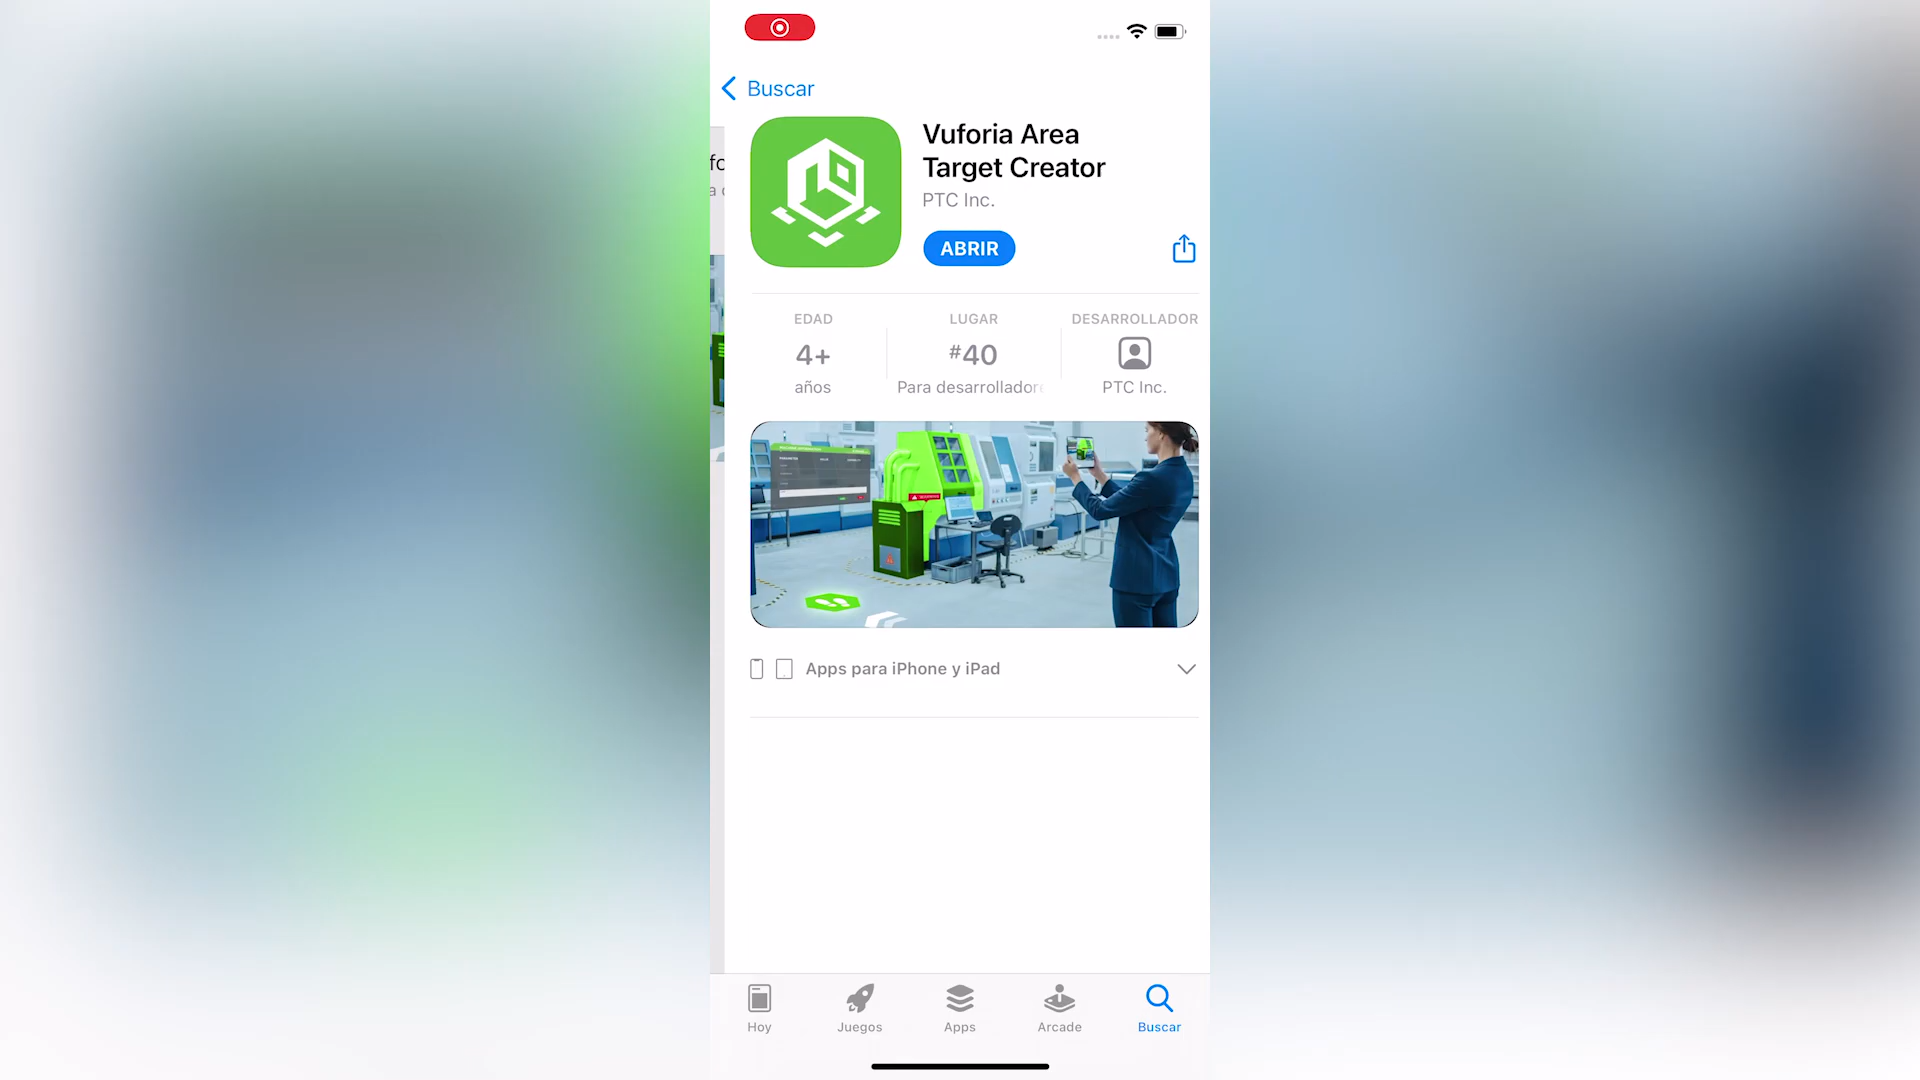 Buscar
Vuforia Area
Target Creator
PTC Inc.
ABRIR
EDAD
4+
años
LUGAR
#40
Para desarrollador
DESARROLLADOR
PTC Inc.
Apps para iPhone y iPad
Hoy
Juegos
Apps
Arcade
Buscar